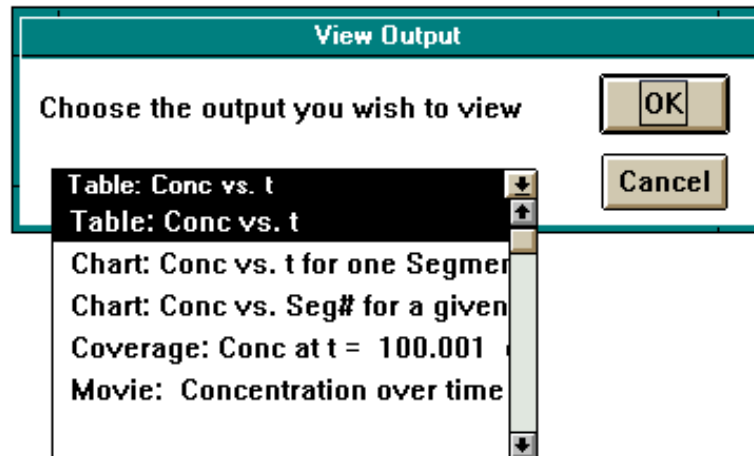 View Output
Choose the output you wish to view
OK
Cancel
Table: Conc vs. t
Table: Conc vs. t
Chart: Conc vs. t for one Segmen
Chart: Conc vs. Seg# for a given
Coverage: Conc at t = 100.001
Movie: Concentration over time